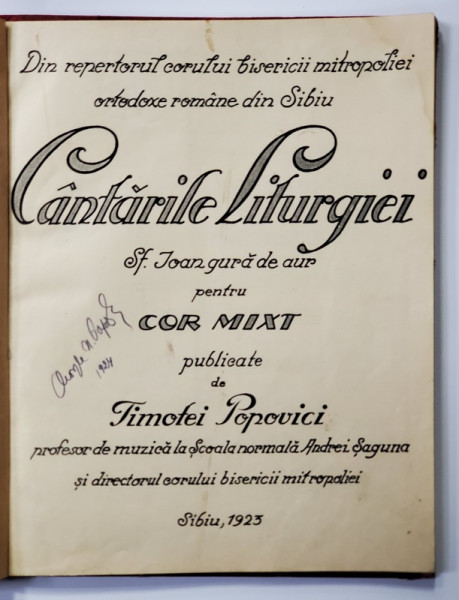 Din repertorul corului bisericii mitropoliei
ortodoxe române din Sibiu
Cântările Liturgiei
Sf. Ioan gură de aur
pentru
COR MIXT
publicate
de
Timotei Popovici
profesor de muzică la Școala normală Andrei Șaguna
și directorul corului bisericii mitropoliei
Sibiu, 1923
1924